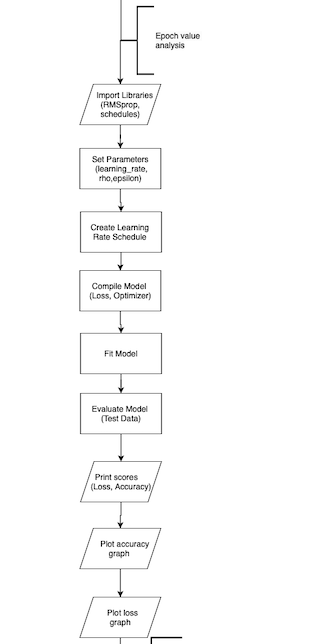 Epoch value
analysis
Import Libraries
(RMSprop,
schedules)
Set Parameters
(learning_rate,
rho,epsilon)
Create Learning
Rate Schedule
Compile Model
(Loss, Optimizer)
Fit Model
Evaluate Model
(Test Data)
Print scores
(Loss, Accuracy)
Plot accuracy
graph
Plot loss
graph